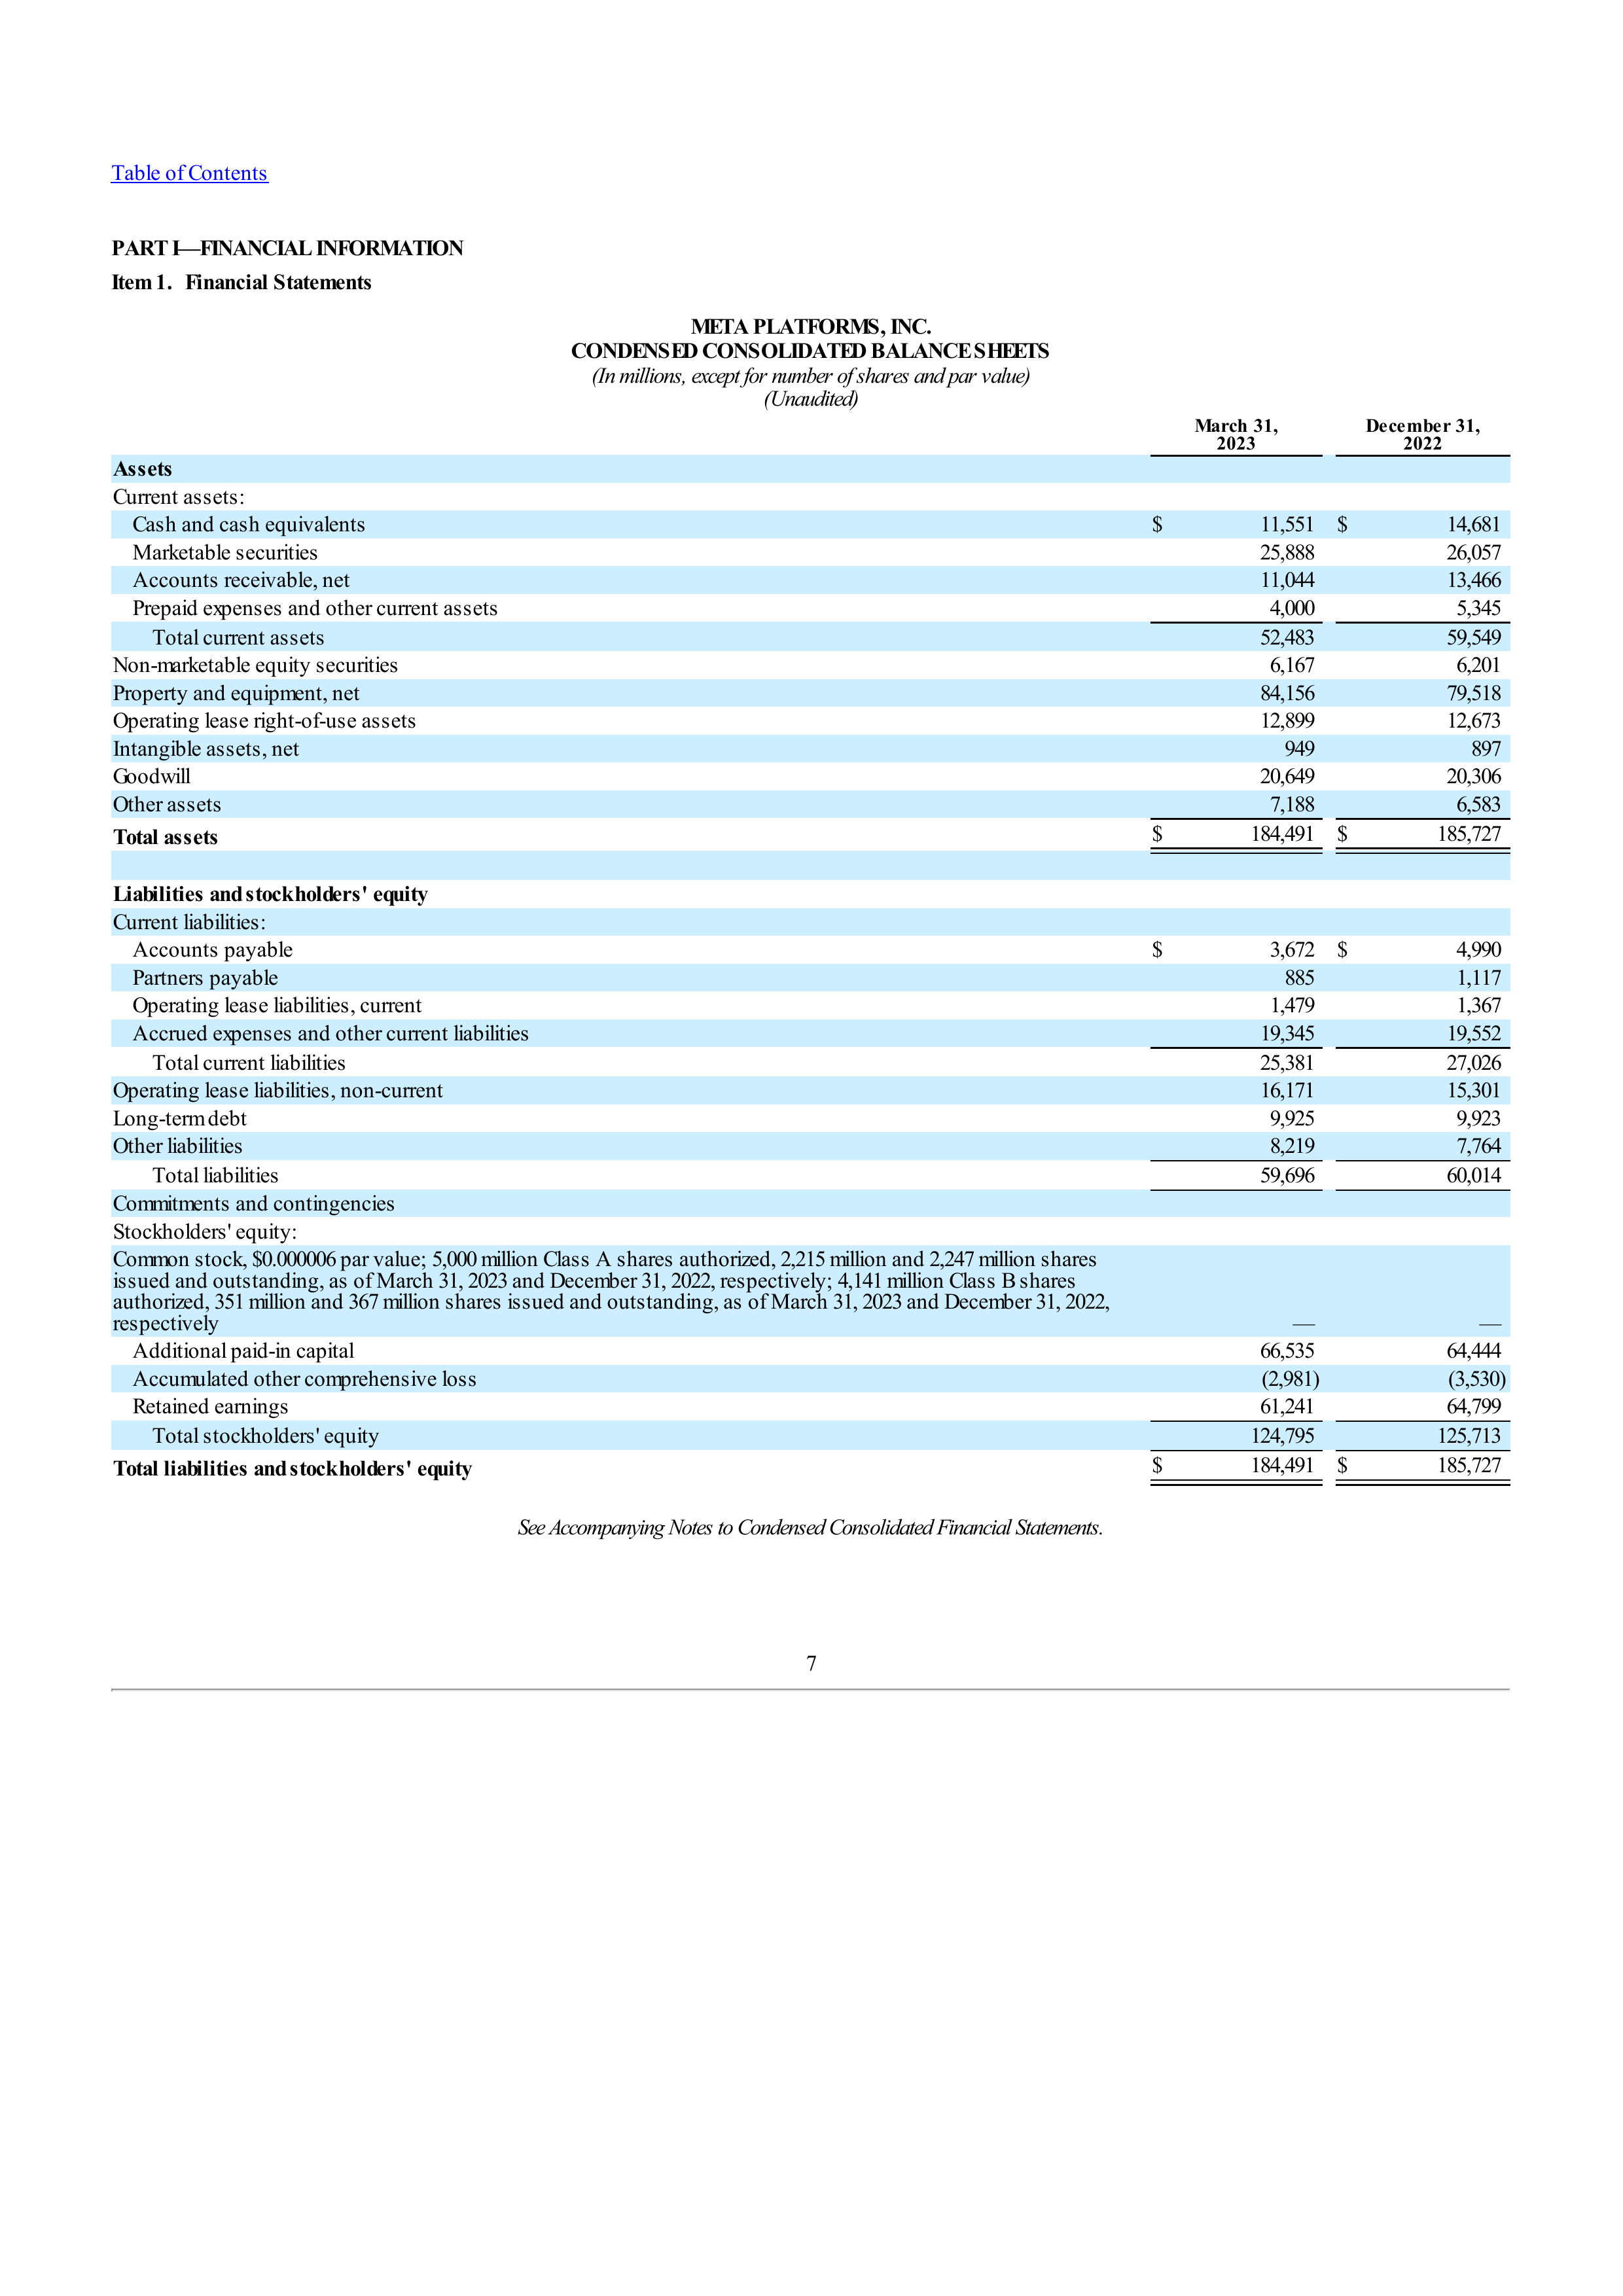 Table of Contents
PART I—FINANCIAL INFORMATION
Item 1. Financial Statements
META PLATFORMS, INC.
CONDENSED CONSOLIDATED BALANCE SHEETS
(In millions, except for number of shares and par value)
(Unaudited)
March 31, 2023 December 31, 2022
Assets
Current assets:
Cash and cash equivalents $ 11,551 $ 14,681
Marketable securities 25,888 26,057
Accounts receivable, net 11,044 13,466
Prepaid expenses and other current assets 4,000 5,345
Total current assets 52,483 59,549
Non-marketable equity securities 6,167 6,201
Property and equipment, net 84,156 79,518
Operating lease right-of-use assets 12,899 12,673
Intangible assets, net 949 897
Goodwill 20,649 20,306
Other assets 7,188 6,583
Total assets $ 184,491 $ 185,727
Liabilities and stockholders' equity
Current liabilities:
Accounts payable $ 3,672 $ 4,990
Partners payable 885 1,117
Operating lease liabilities, current 1,479 1,367
Accrued expenses and other current liabilities 19,345 19,552
Total current liabilities 25,381 27,026
Operating lease liabilities, non-current 16,171 15,301
Long-term debt 9,925 9,923
Other liabilities 8,219 7,764
Total liabilities 59,696 60,014
Commitments and contingencies
Stockholders' equity:
Common stock, $0.000006 par value; 5,000 million Class A shares authorized, 2,215 million and 2,247 million shares
issued and outstanding, as of March 31, 2023 and December 31, 2022, respectively; 4,141 million Class B shares
authorized, 351 million and 367 million shares issued and outstanding, as of March 31, 2023 and December 31, 2022,
respectively — —
Additional paid-in capital 66,535 64,444
Accumulated other comprehensive loss (2,981) (3,530)
Retained earnings 61,241 64,799
Total stockholders' equity 124,795 125,713
Total liabilities and stockholders' equity $ 184,491 $ 185,727
See Accompanying Notes to Condensed Consolidated Financial Statements.
7